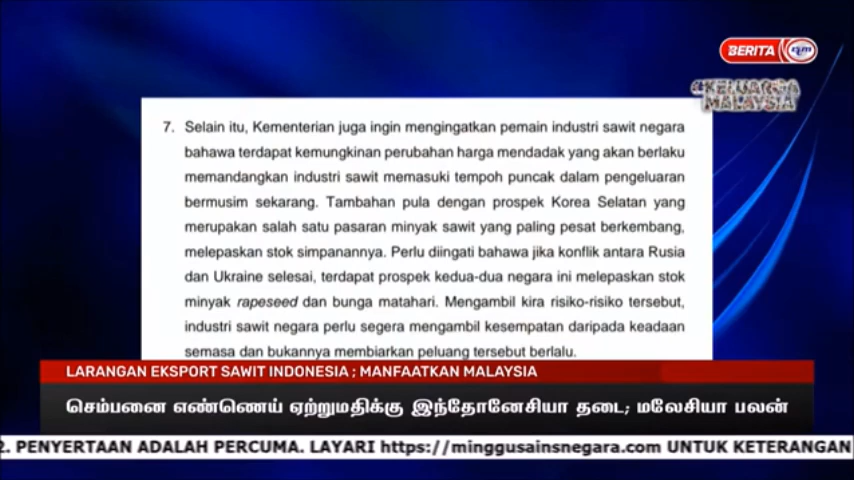 BERITA rtm
#KELUARGA
MALAYSIA
7. Selain itu, Kementerian juga ingin mengingatkan pemain industri sawit negara
bahawa terdapat kemungkinan perubahan harga mendadak yang akan berlaku
memandangkan industri sawit memasuki tempoh puncak dalam pengeluaran
bermusim sekarang. Tambahan pula dengan prospek Korea Selatan yang
merupakan salah satu pasaran minyak sawit yang paling pesat berkembang,
melepaskan stok simpanannya. Perlu diingati bahawa jika konflik antara Rusia
dan Ukraine selesai, terdapat prospek kedua-dua negara ini melepaskan stok
minyak rapeseed dan bunga matahari. Mengambil kira risiko-risiko tersebut,
industri sawit negara perlu segera mengambil kesempatan daripada keadaan
semasa dan bukannya membiarkan peluang tersebut berlalu.
LARANGAN EKSPORT SAWIT INDONESIA ; MANFAATKAN MALAYSIA
செம்பனை எண்ணெய் ஏற்றுமதிக்கு இந்தோனேசியா தடை; மலேசியா பலன்
2. PENYERTAAN ADALAH PERCUMA. LAYARI https://minggusainsnegara.com UNTUK KETERANGAN